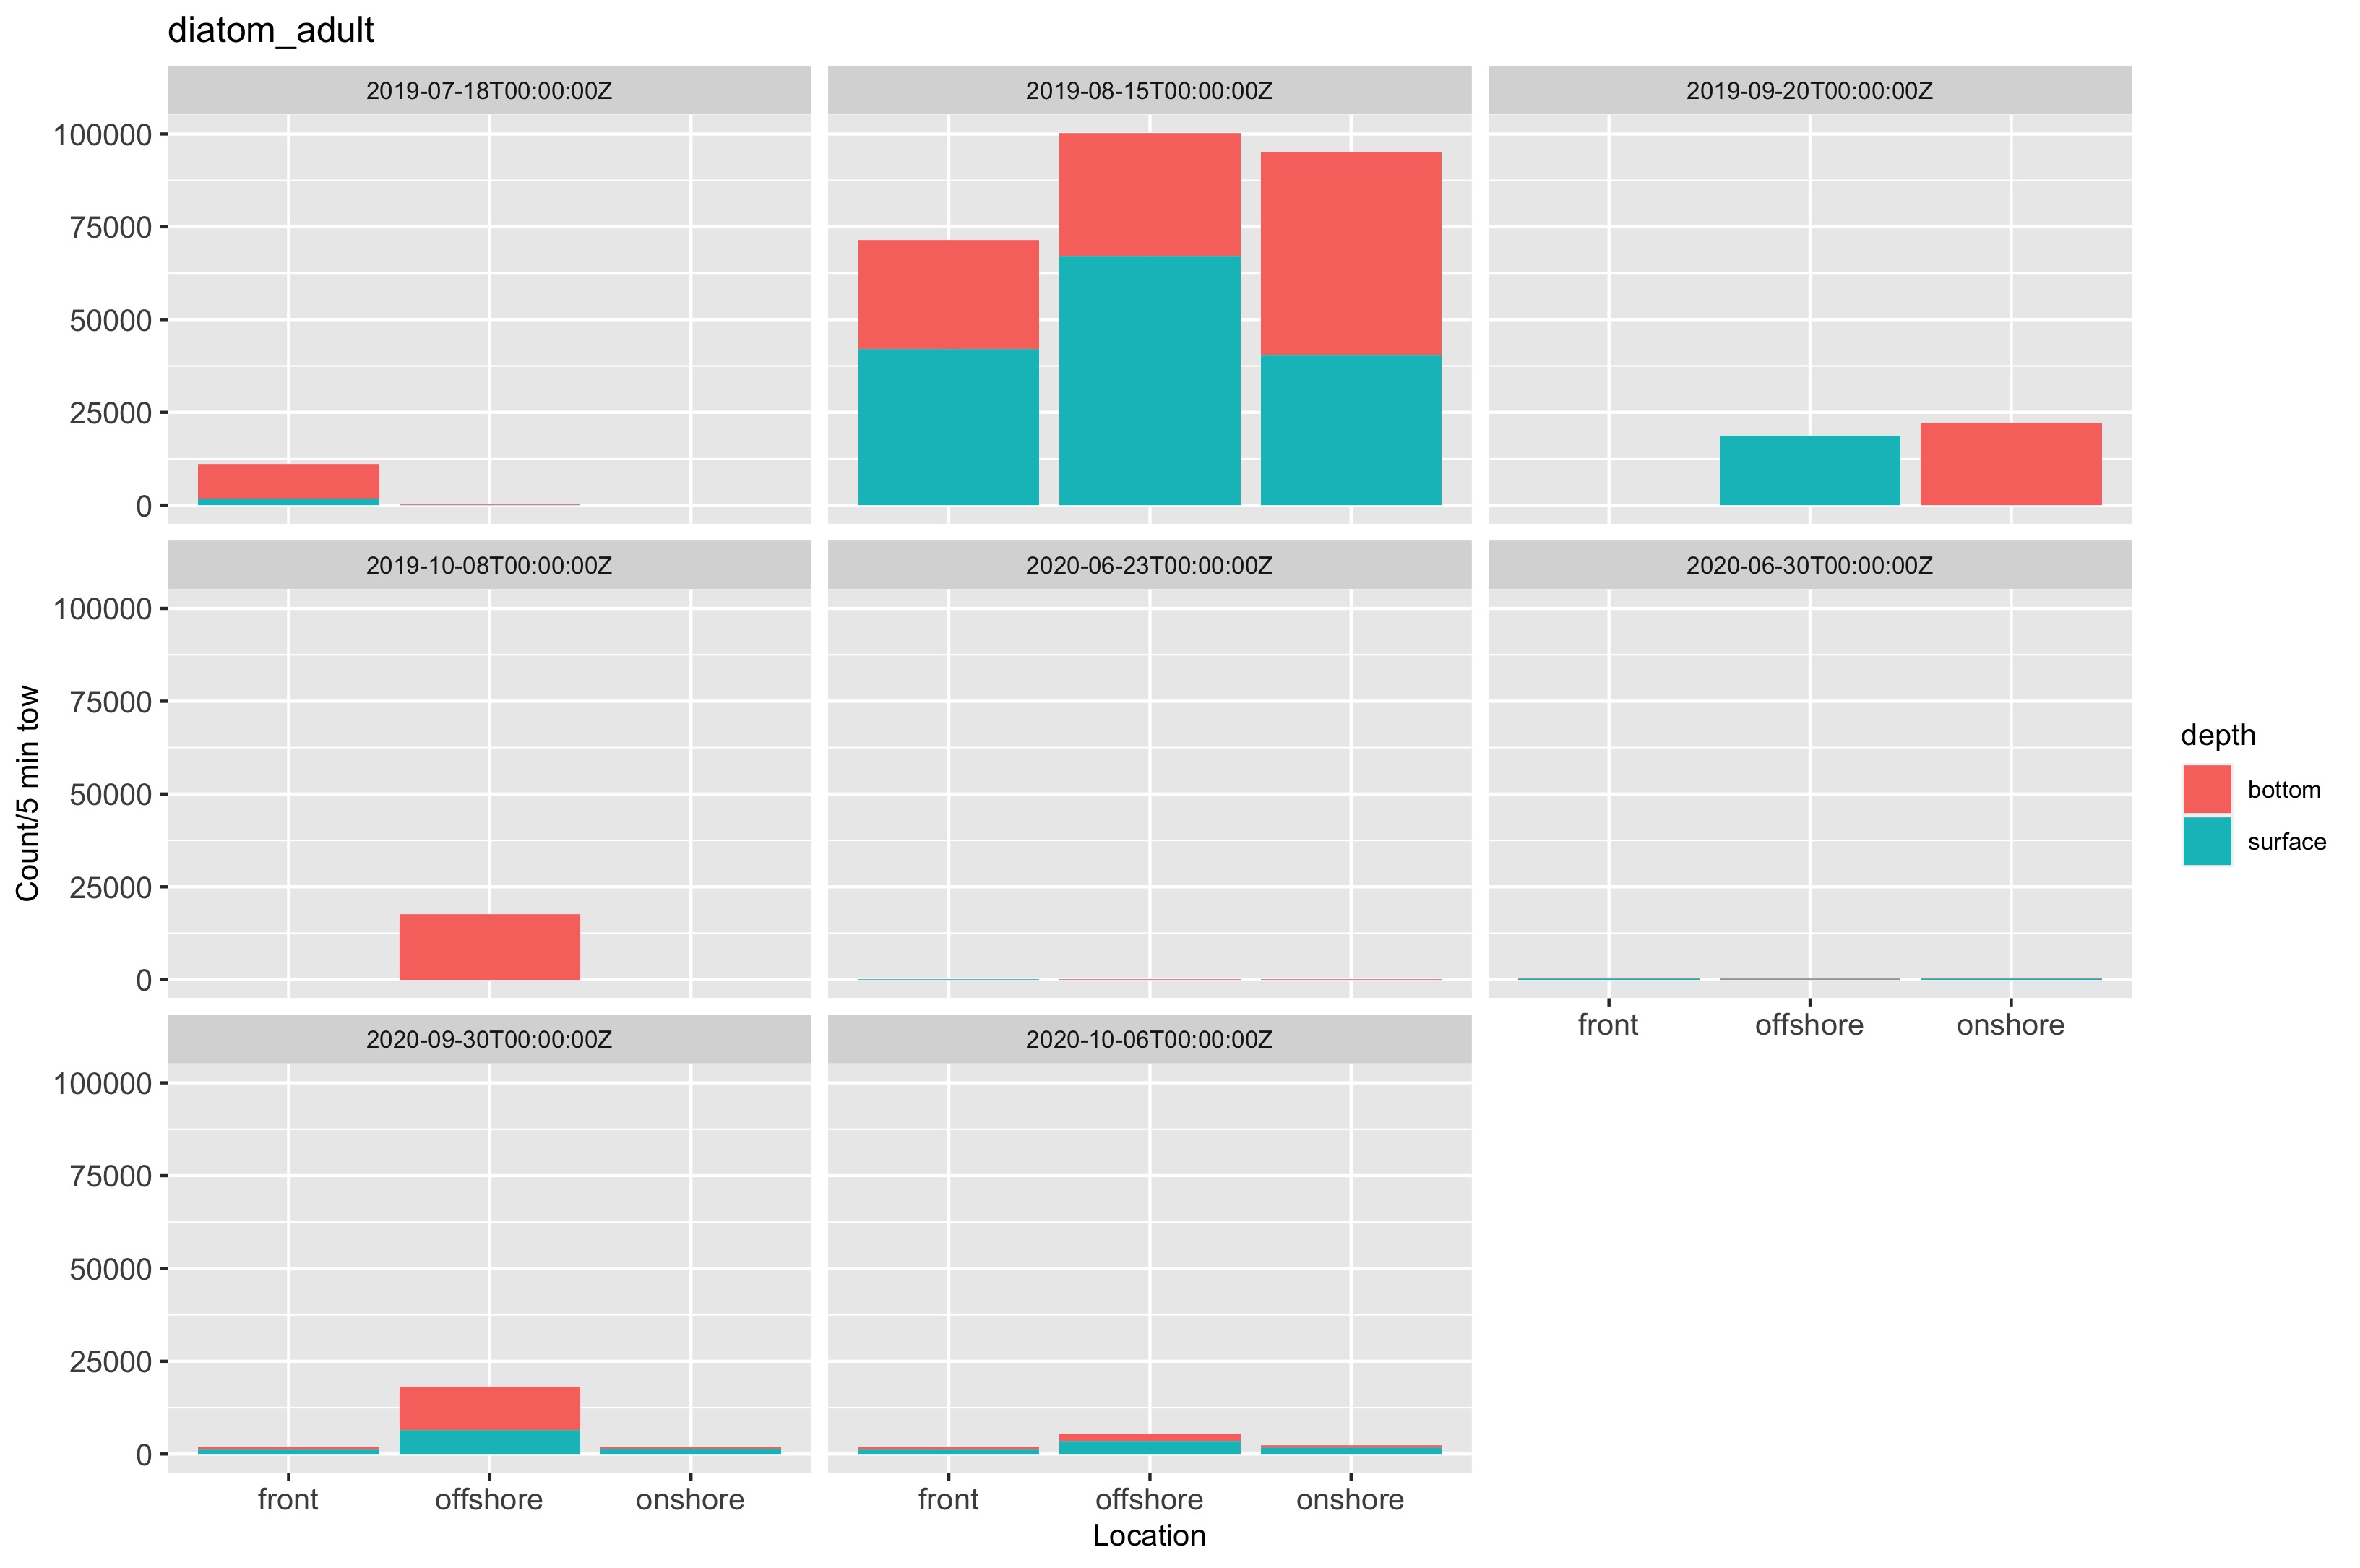 diatom_adult
2019-07-18T00:00:00Z
2019-08-15T00:00:00Z
2019-09-20T00:00:00Z
100000
75000
50000
25000
0
2019-10-08T00:00:00Z
2020-06-23T00:00:00Z
2020-06-30T00:00:00Z
100000
75000
50000
25000
0
front
offshore
onshore
2020-09-30T00:00:00Z
2020-10-06T00:00:00Z
100000
75000
50000
25000
0
front
offshore
onshore
front
offshore
onshore
Location
Count/5 min tow
depth
bottom
surface